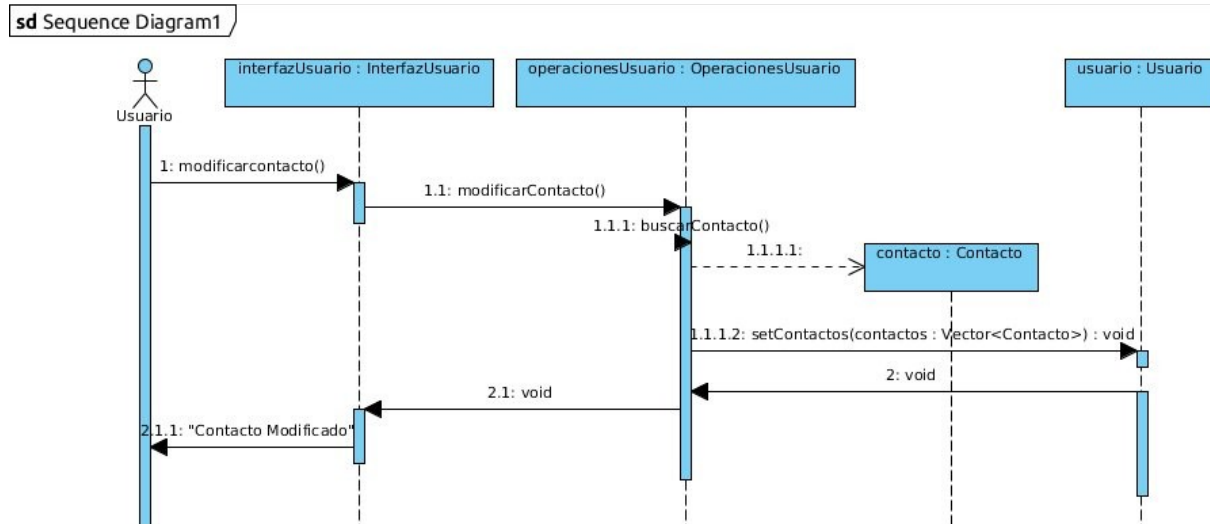 sd Sequence Diagram1
interfazUsuario : InterfazUsuario
operacionesUsuario : OperacionesUsuario
usuario : Usuario
Usuario
1: modificarcontacto()
1.1: modificarContacto()
1.1.1: buscarContacto()
1.1.1.1:
contacto : Contacto
1.1.1.2: setContactos(contactos : Vector<Contacto>) : void
2: void
2.1: void
2.1.1: "Contacto Modificado"